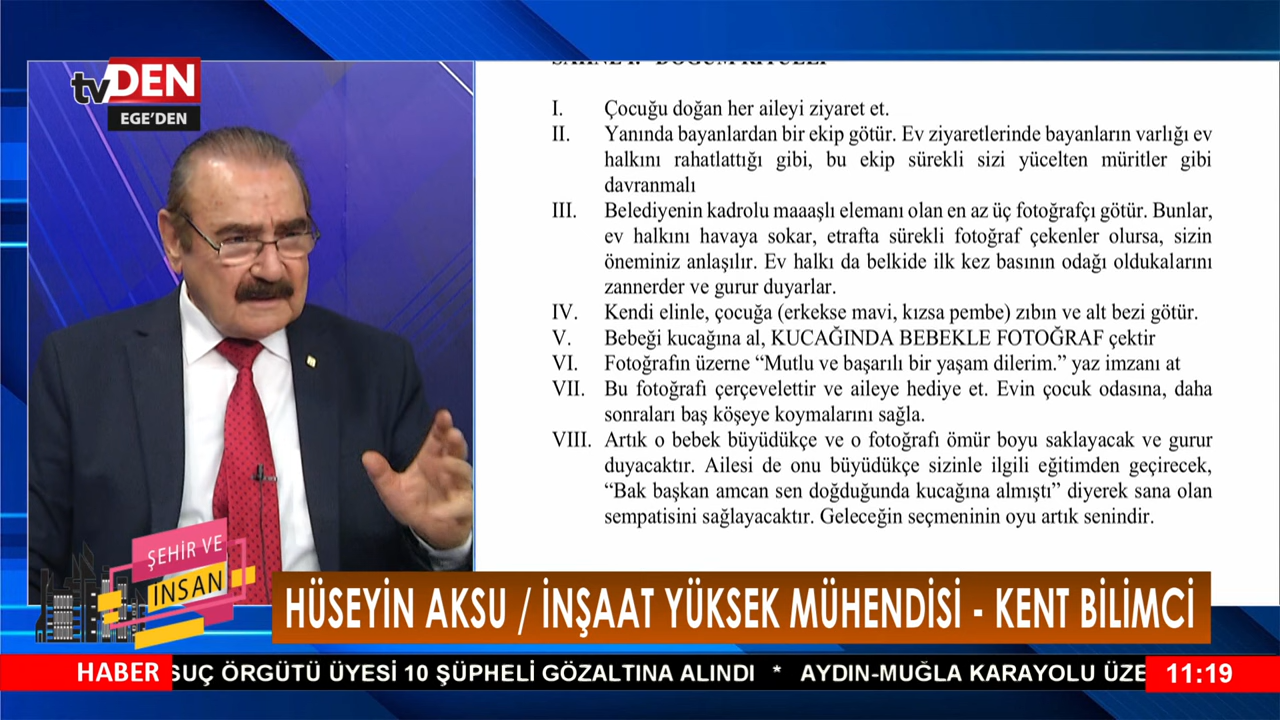 tvDEN
EGE'DEN
SAHNE I. DOĞUM RİTÜELİ
I. Çocuğu doğan her aileyi ziyaret et.
II. Yanında bayanlardan bir ekip götür. Ev ziyaretlerinde bayanların varlığı ev
halkını rahatlattığı gibi, bu ekip sürekli sizi yücelten müritler gibi
davranmalı
III. Belediyenin kadrolu maaaşlı elemanı olan en az üç fotoğrafçı götür. Bunlar,
ev halkını havaya sokar, etrafta sürekli fotoğraf çekenler olursa, sizin
öneminiz anlaşılır. Ev halkı da belkide ilk kez basının odağı oldukalarını
zannerder ve gurur duyarlar.
IV. Kendi elinle, çocuğa (erkekse mavi, kızsa pembe) zıbın ve alt bezi götür.
V. Bebeği kucağına al, KUCAĞINDA BEBEKLE FOTOĞRAF çektir
VI. Fotoğrafın üzerne “Mutlu ve başarılı bir yaşam dilerim.” yaz imzanı at
VII. Bu fotoğrafı çerçevelettir ve aileye hediye et. Evin çocuk odasına, daha
sonraları baş köşeye koymalarını sağla.
VIII. Artık o bebek büyüdükçe ve o fotoğrafı ömür boyu saklayacak ve gurur
duyacaktır. Ailesi de onu büyüdükçe sizinle ilgili eğitimden geçirecek,
“Bak başkan amcan sen doğduğunda kucağına almıştı” diyerek sana olan
sempatisini sağlayacaktır. Geleceğin seçmeninin oyu artık senindir.
ŞEHİR VE
İNSAN
HÜSEYİN AKSU / İNŞAAT YÜKSEK MÜHENDİSİ - KENT BİLİMCİ
HABER SUÇ ÖRGÜTÜ ÜYESİ 10 ŞÜPHELİ GÖZALTINA ALINDI * AYDIN-MUĞLA KARAYOLU ÜZE 11:19